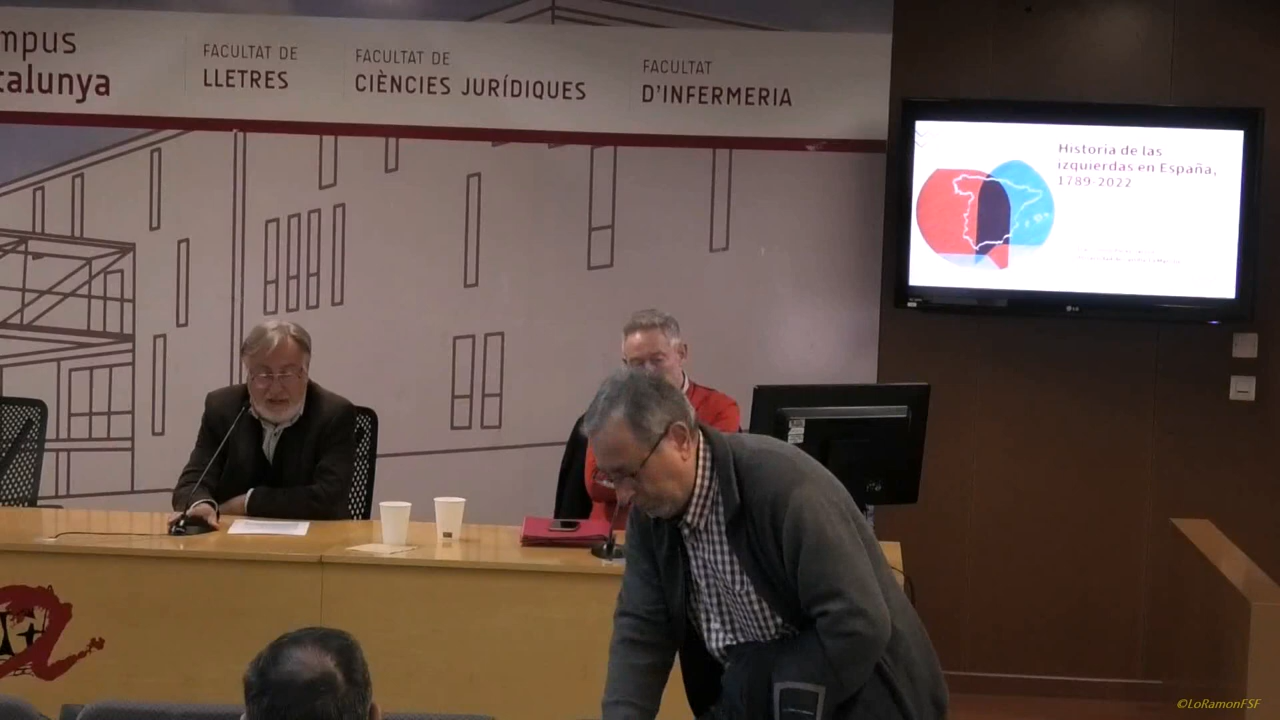 mpus
talunya
FACULTAT DE
LLETRES
FACULTAT DE
CIÈNCIES JURÍDIQUES
FACULTAT
D'INFERMERIA
Historia de las
izquierdas en España,
1789-2022
LG
©LoRamonFSF